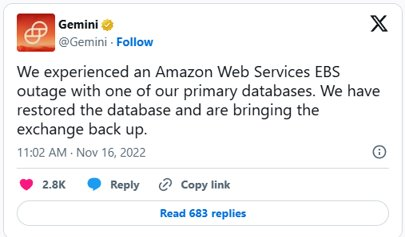 Gemini
@Gemini · Follow
We experienced an Amazon Web Services EBS
outage with one of our primary databases. We have
restored the database and are bringing the
exchange back up.
11:02 AM · Nov 16, 2022
2.8K Reply Copy link
Read 683 replies